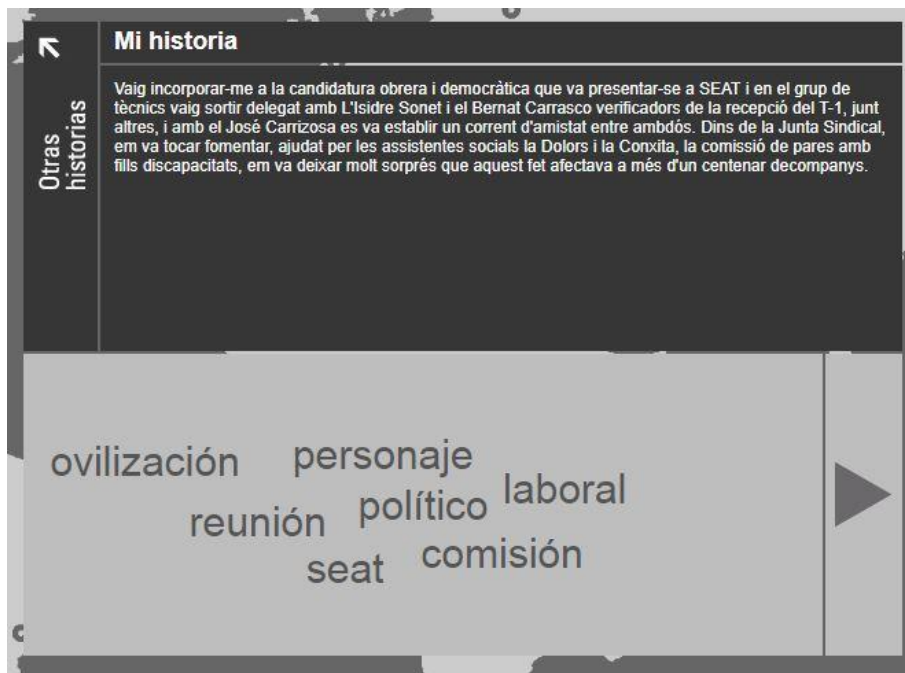 Mi historia
Otras
historias
Vaig incorporar-me a la candidatura obrera i democràtica que va presentar-se a SEAT i en el grup de
tècnics vaig sortir delegat amb L'Isidre Sonet i el Bernat Carrasco verificadors de la recepció del T-1, junt
altres, i amb el José Carrizosa es va establir un corrent d'amistat entre ambdós. Dins de la Junta Sindical,
em va tocar fomentar, ajudat per les assistentes socials la Dolors i la Conxita, la comissió de pares amb
fills discapacitats, em va deixar molt sorprés que aquest fet afectava a més d'un centenar decompanys.
ovilización
personaje
laboral
político
reunión
comisión
seat